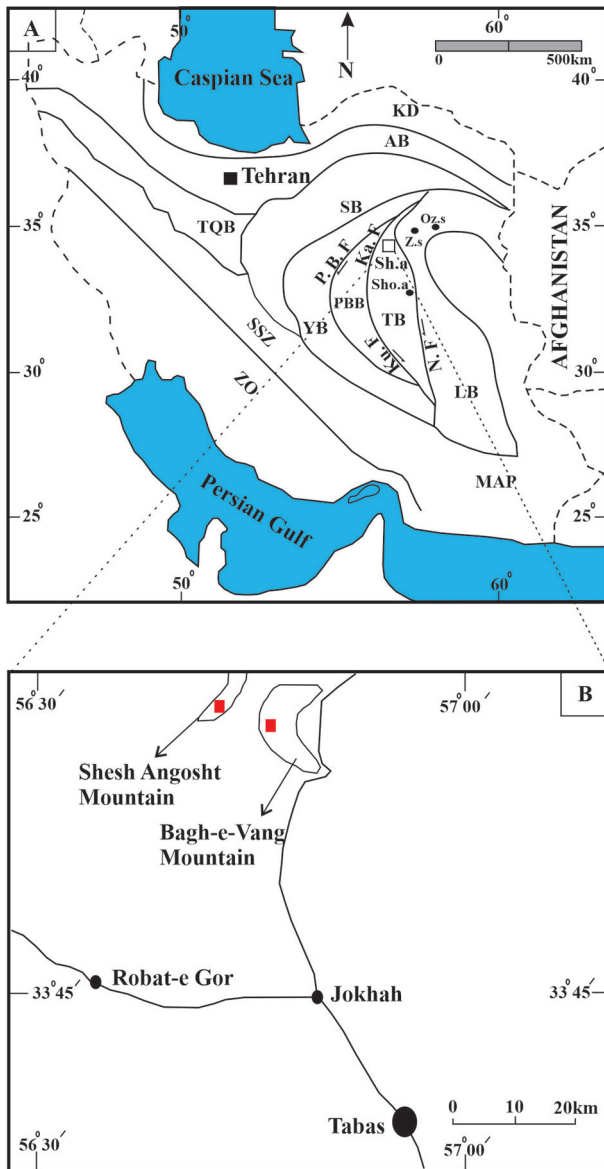 A
50°
60°
N
0 500km
40°
40°
Caspian Sea
KD
AB
Tehran
TQB
SB
Oz.s
Z.s
35°
35°
P. B. F
Ka. F
Sh.a
Sho.a
PBB
TB
YB
ZSS
Ku. F
N. F
LB
AFGHANISTAN
30°
30°
ZO
MAP
Persian Gulf
25°
25°
50°
60°
B
56°30′
57°00′
Shesh Angosht
Mountain
Bagh-e-Vang
Mountain
Robat-e Gor
Jokhah
33°45′
33°45′
Tabas
0 10 20km
56°30′
57°00′